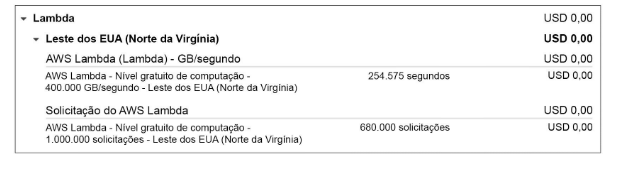 Lambda USD 0,00
Leste dos EUA (Norte da Virgínia) USD 0,00
AWS Lambda (Lambda) - GB/segundo USD 0,00
AWS Lambda - Nível gratuito de computação - 254.575 segundos USD 0,00
400.000 GB/segundo - Leste dos EUA (Norte da Virgínia)
Solicitação do AWS Lambda USD 0,00
AWS Lambda - Nível gratuito de computação - 680.000 solicitações USD 0,00
1.000.000 solicitações - Leste dos EUA (Norte da Virgínia)